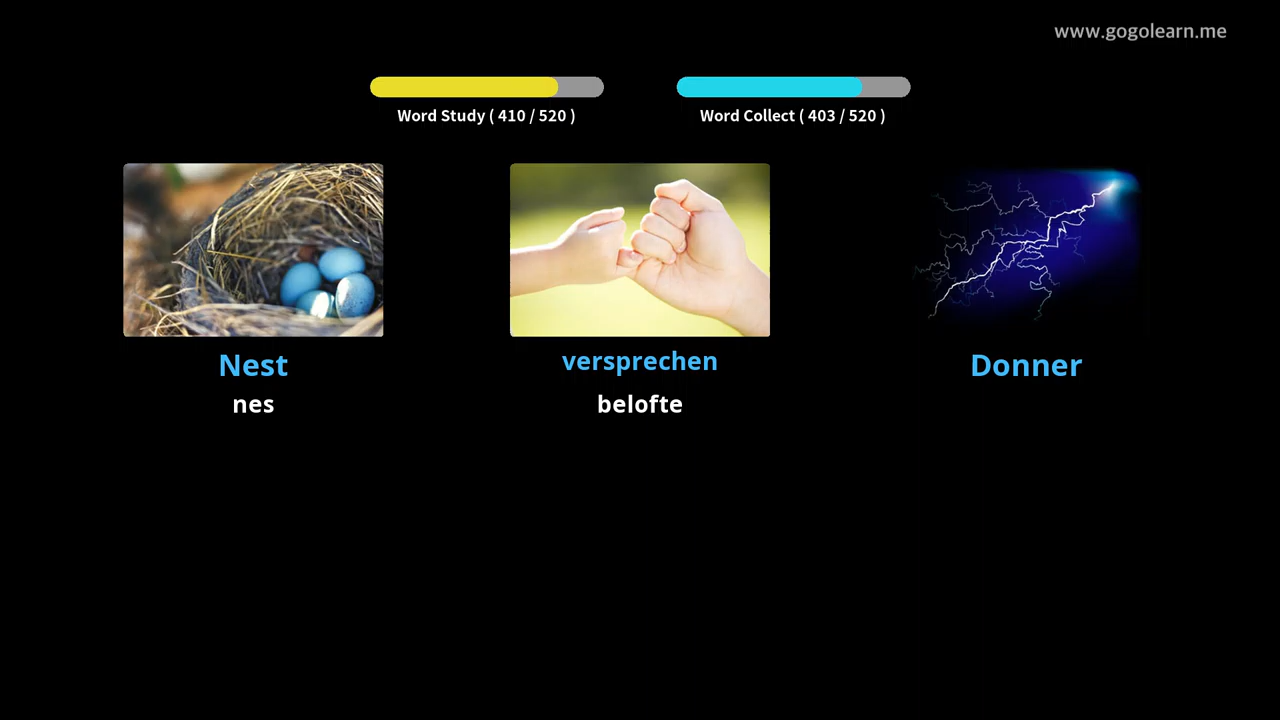 www.gogolearn.me
Word Study ( 410 / 520 )
Word Collect ( 403 / 520 )
Nest
versprechen
Donner
nes
belofte